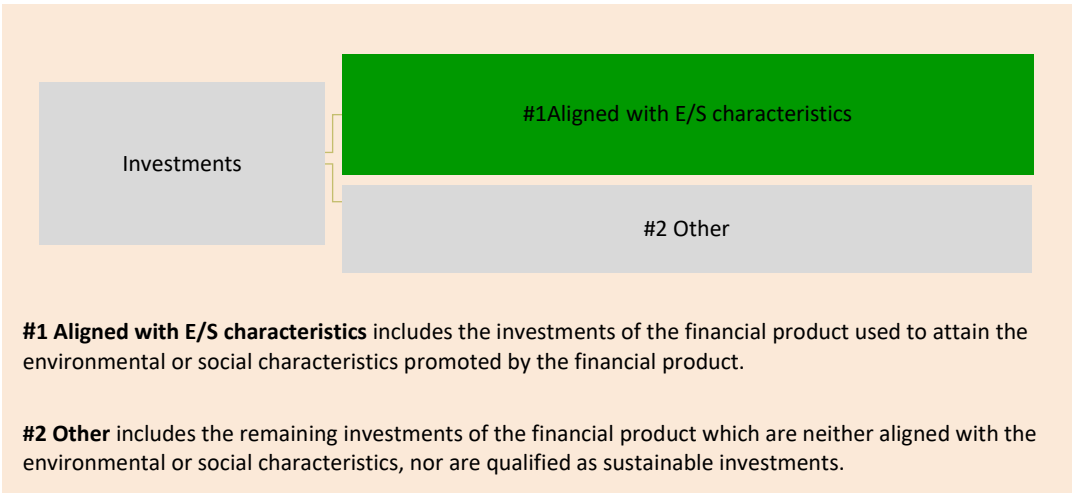 #1Aligned with E/S characteristics
Investments
#2 Other
#1 Aligned with E/S characteristics includes the investments of the financial product used to attain the
environmental or social characteristics promoted by the financial product.
#2 Other includes the remaining investments of the financial product which are neither aligned with the
environmental or social characteristics, nor are qualified as sustainable investments.